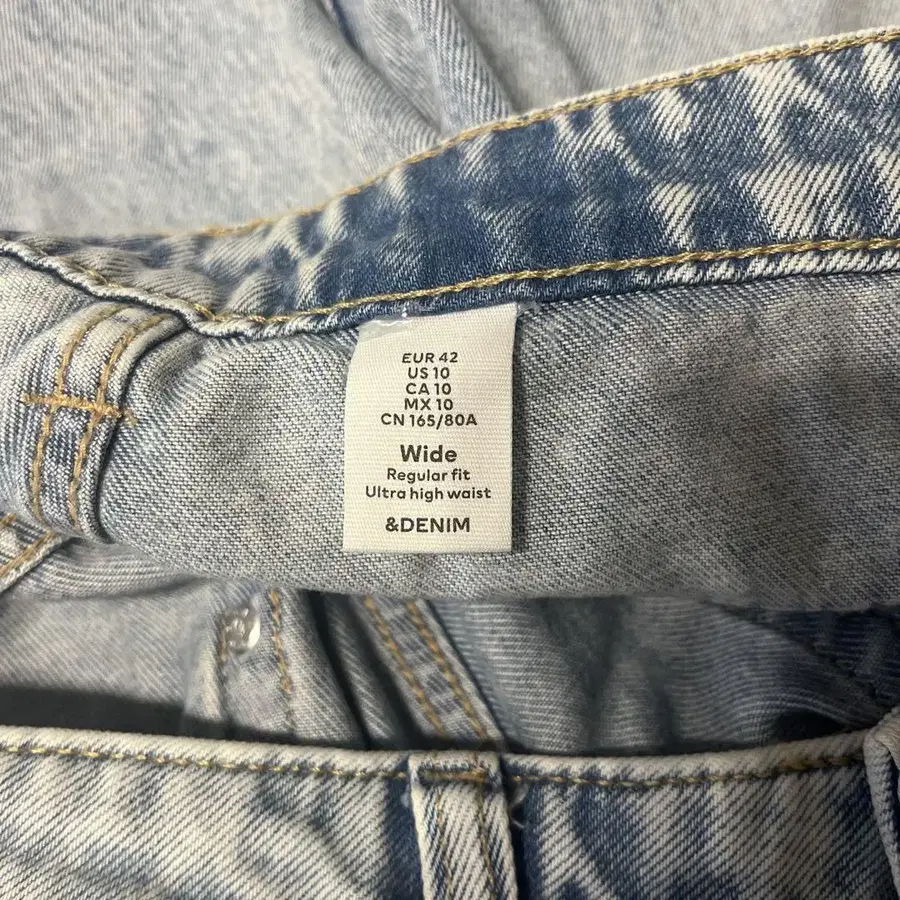 EUR 42
US 10
CA 10
MX 10
CN 165/80A
Wide
Regular fit
Ultra high waist
&DENIM